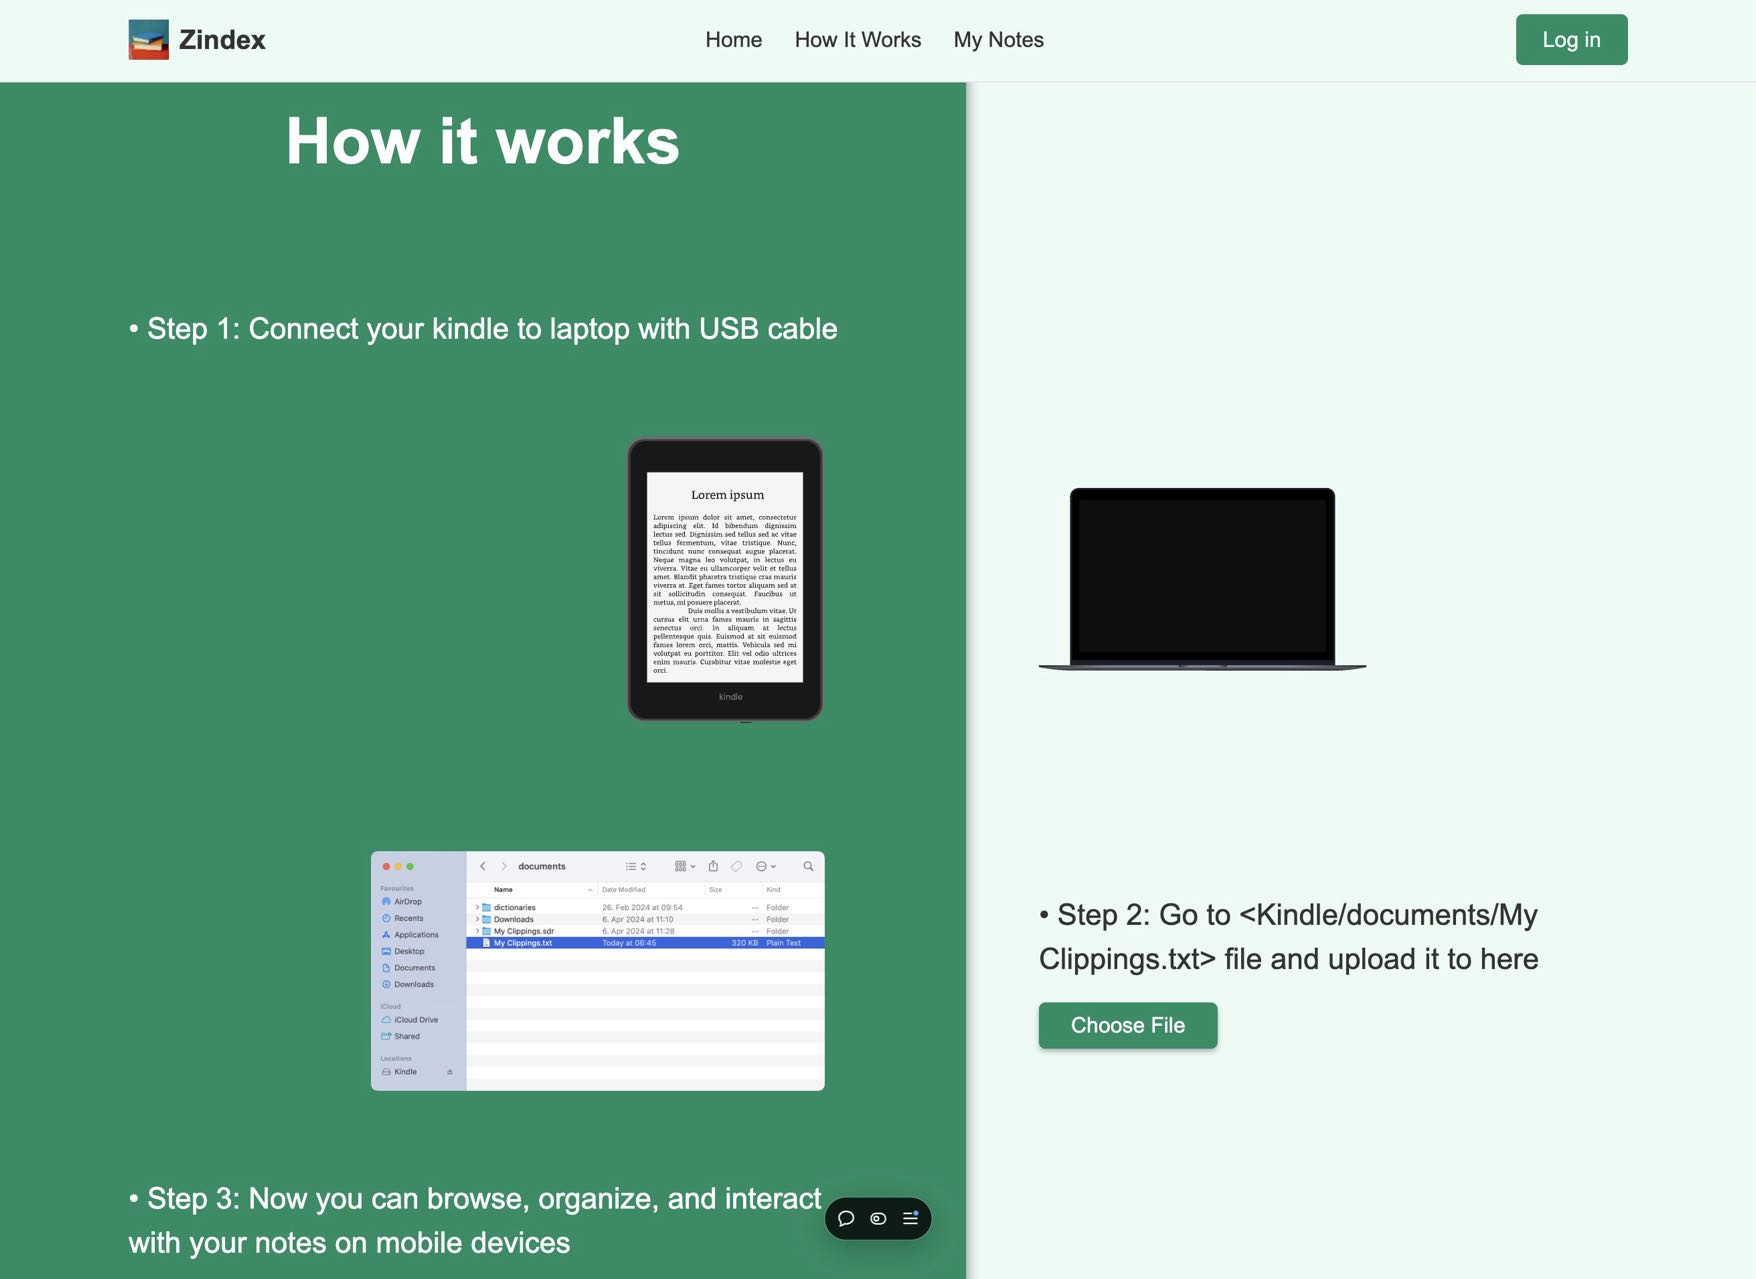 Zindex
Home
How It Works
My Notes
Log in
How it works
• Step 1: Connect your kindle to laptop with USB cable
Lorem ipsum
Lorem ipsum dolor sit amet, consectetur
adipiscing elit. Id bibendum dignissim
lectus sed. Dignissim sed tellus sed ac vitae
tellus fermentum, vitae tristique. Nunc,
tincidunt nunc consequat augue placerat.
Neque magna leo volutpat, in lectus eu
viverra. Vitae eu ullamcorper velit et tellus
amet. Blandit pharetra tristique cras mauris
viverra at. Eget fames tortor aliquam sed at
sit sollicitudin consequat. Faucibus ut
metus, mi posuere placerat.
Duis mollis a vestibulum vitae. Ut
cursus elit urna fames mauris in sagittis
senectus orci. In aliquam at lectus
pellentesque quis. Euismod at sit euismod
fames lorem orci, mattis. Vehicula sed mi
volutpat eu porttitor. Elit vel odio ultrices
enim mauris. Curabitur vitae molestie eget
orci.
kindle
documents
Favourites
AirDrop
Recents
Applications
Desktop
Documents
Downloads
iCloud
iCloud Drive
Shared
Locations
Kindle
Name Date Modified Size Kind
dictionaries 26. Feb 2024 at 09:54 -- Folder
Downloads 6. Apr 2024 at 11:10 -- Folder
My Clippings.sdr 6. Apr 2024 at 11:28 -- Folder
My Clippings.txt Today at 06:45 320 KB Plain Text
• Step 2: Go to <Kindle/documents/My
Clippings.txt> file and upload it to here
Choose File
• Step 3: Now you can browse, organize, and interact
with your notes on mobile devices